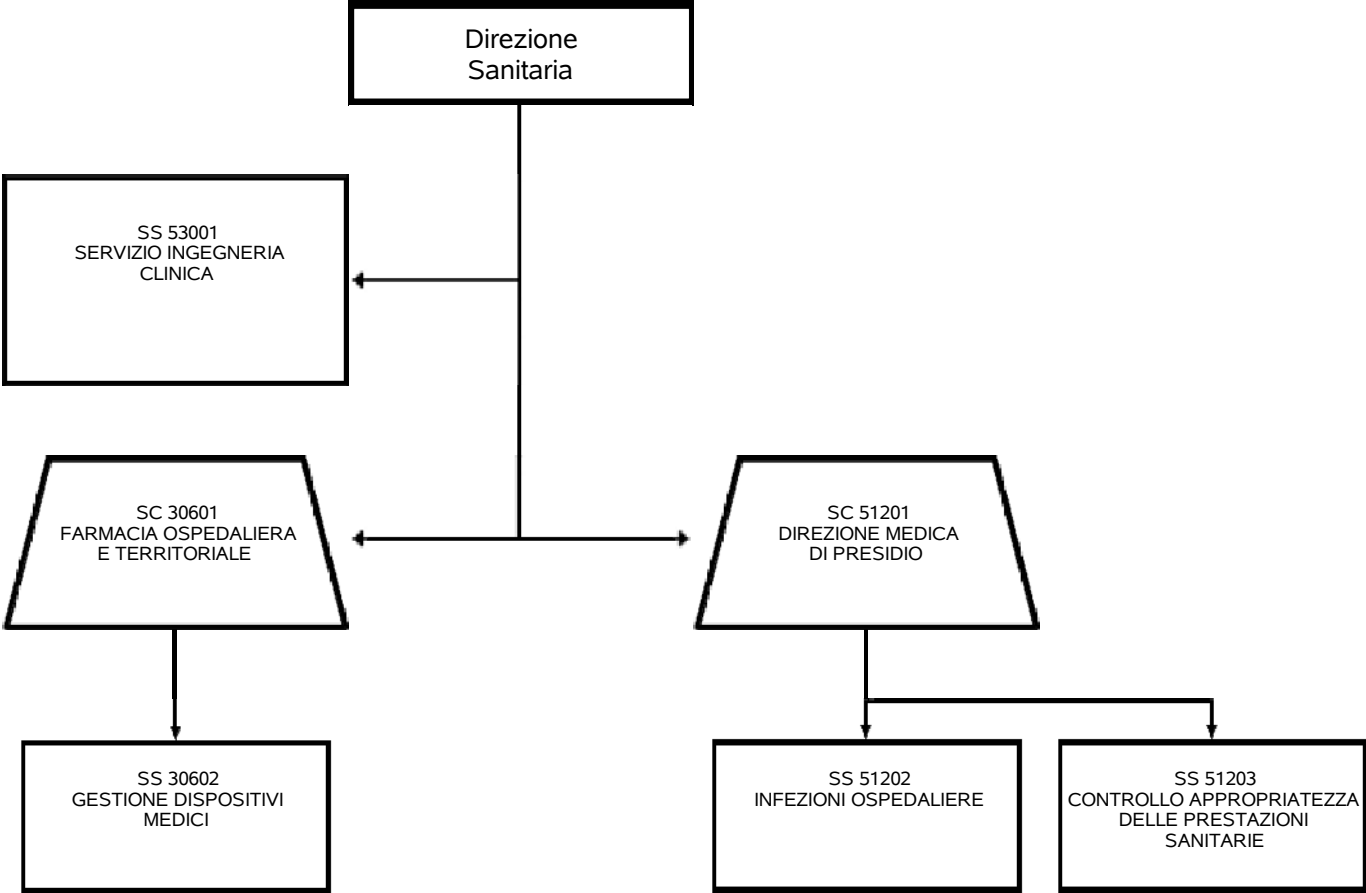 Direzione
Sanitaria
SS 53001
SERVIZIO INGEGNERIA
CLINICA
SC 30601
FARMACIA OSPEDALIERA
E TERRITORIALE
SC 51201
DIREZIONE MEDICA
DI PRESIDIO
SS 30602
GESTIONE DISPOSITIVI
MEDICI
SS 51202
INFEZIONI OSPEDALIERE
SS 51203
CONTROLLO APPROPRIATEZZA
DELLE PRESTAZIONI
SANITARIE